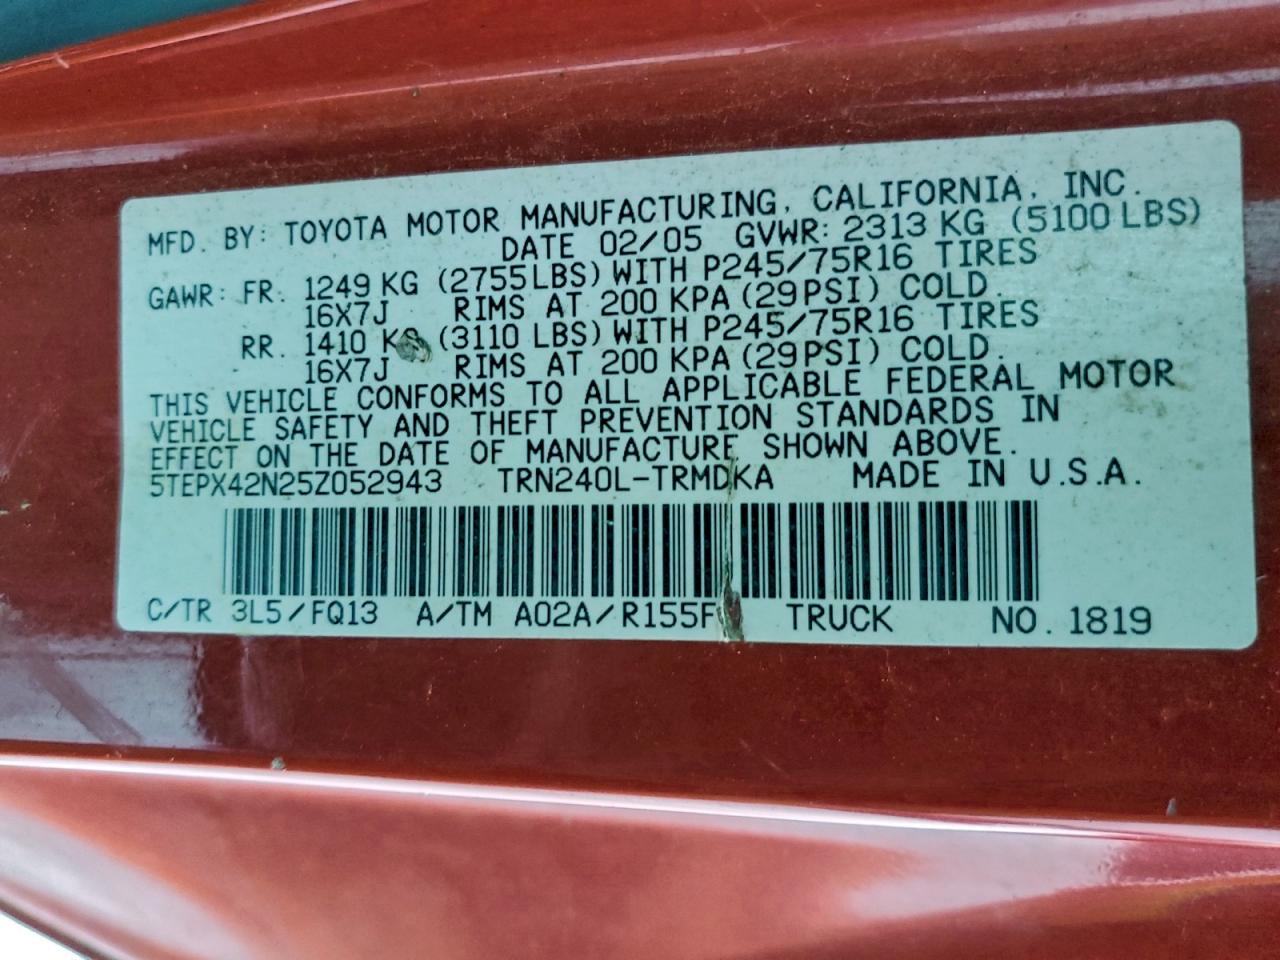 MFD. BY: TOYOTA MOTOR MANUFACTURING, CALIFORNIA, INC.
DATE 02/05 GVWR: 2313 KG (5100 LBS)
GAWR: FR. 1249 KG (2755LBS) WITH P245/75R16 TIRES
16X7J RIMS AT 200 KPA (29PSI) COLD.
RR. 1410 KG (3110 LBS) WITH P245/75R16 TIRES
16X7J RIMS AT 200 KPA (29PSI) COLD.
THIS VEHICLE CONFORMS TO ALL APPLICABLE FEDERAL MOTOR
VEHICLE SAFETY AND THEFT PREVENTION STANDARDS IN
EFFECT ON THE DATE OF MANUFACTURE SHOWN ABOVE.
5TEPX42N25Z052943 TRN240L-TRMDKA MADE IN U.S.A.
C/TR 3L5/FQ13 A/TM A02A/R155F TRUCK NO. 1819